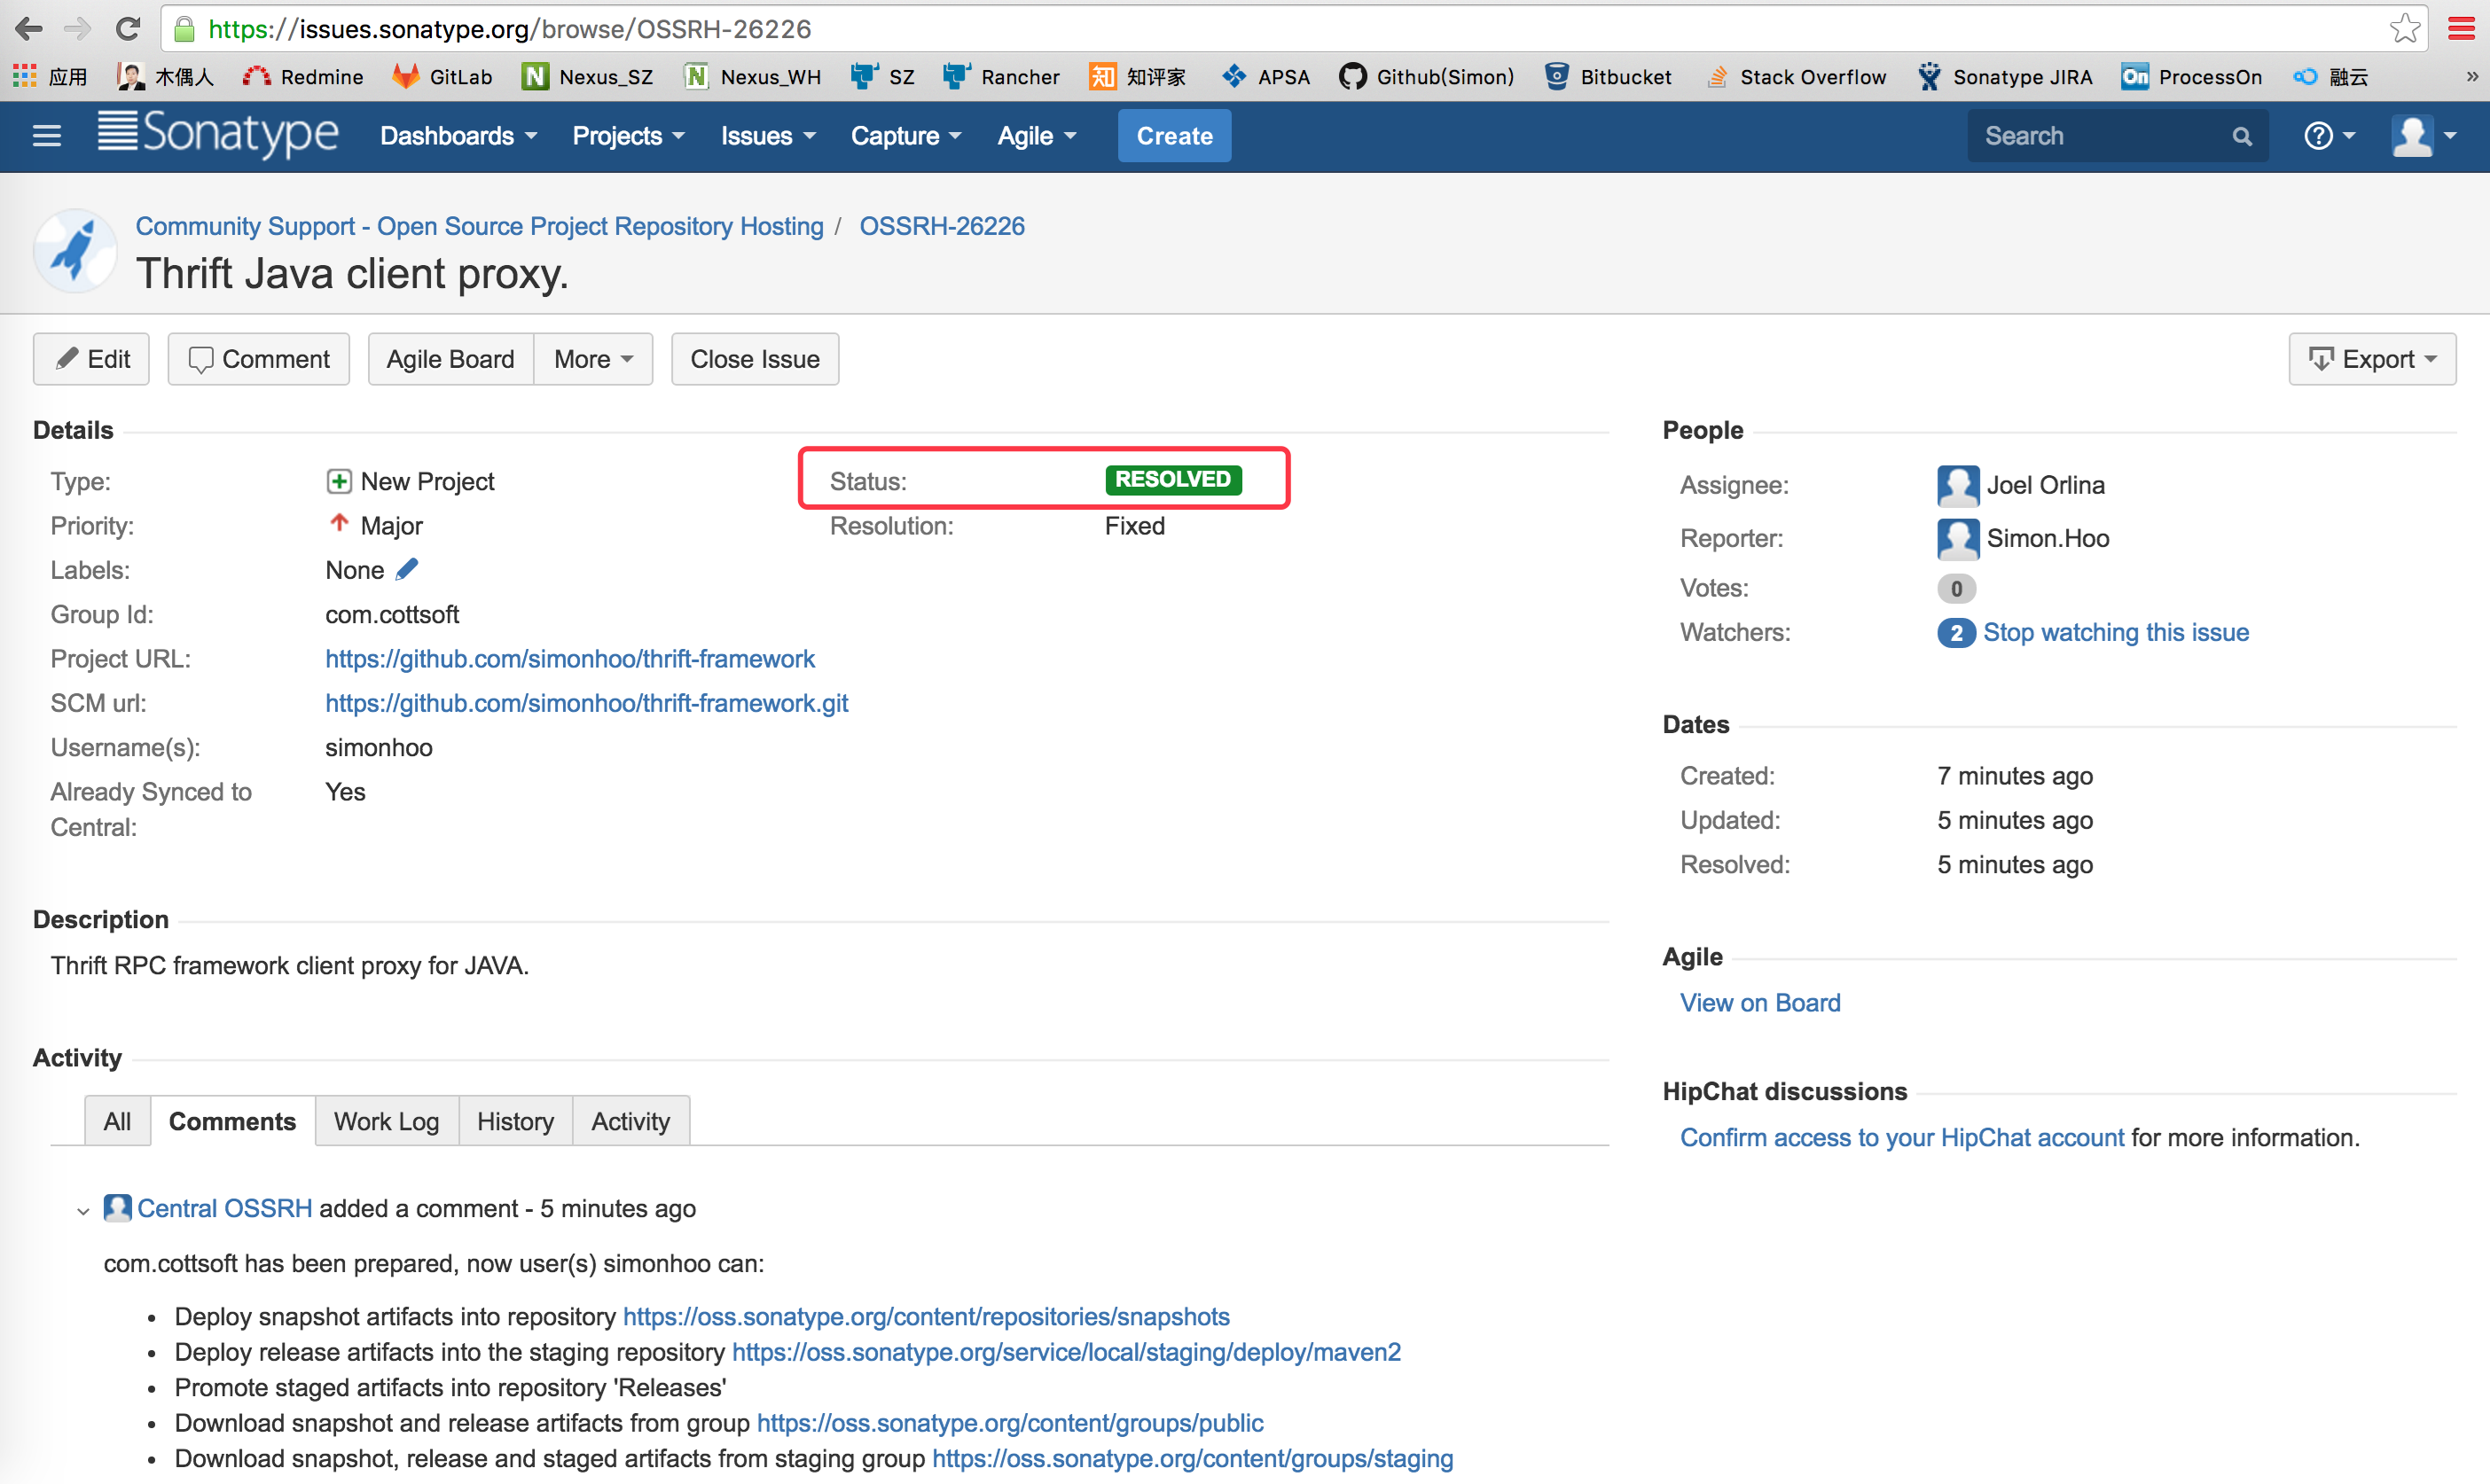 https://issues.sonatype.org/browse/OSSRH-26226
应用 木偶人 Redmine GitLab Nexus_SZ Nexus_WH SZ Rancher 知评家 APSA Github(Simon) Bitbucket Stack Overflow Sonatype JIRA ProcessOn 融云 »
Sonatype Dashboards Projects Issues Capture Agile Create Search
Community Support - Open Source Project Repository Hosting / OSSRH-26226
Thrift Java client proxy.
Edit Comment Agile Board More Close Issue Export
Details
Type: New Project Status: RESOLVED
Priority: Major Resolution: Fixed
Labels: None
Group Id: com.cottsoft
Project URL: https://github.com/simonhoo/thrift-framework
SCM url: https://github.com/simonhoo/thrift-framework.git
Username(s): simonhoo
Already Synced to Central: Yes
Description
Thrift RPC framework client proxy for JAVA.
Activity
All Comments Work Log History Activity
Central OSSRH added a comment - 5 minutes ago
com.cottsoft has been prepared, now user(s) simonhoo can:
• Deploy snapshot artifacts into repository https://oss.sonatype.org/content/repositories/snapshots
• Deploy release artifacts into the staging repository https://oss.sonatype.org/service/local/staging/deploy/maven2
• Promote staged artifacts into repository 'Releases'
• Download snapshot and release artifacts from group https://oss.sonatype.org/content/groups/public
• Download snapshot, release and staged artifacts from staging group https://oss.sonatype.org/content/groups/staging
People
Assignee: Joel Orlina
Reporter: Simon.Hoo
Votes: 0
Watchers: 2 Stop watching this issue
Dates
Created: 7 minutes ago
Updated: 5 minutes ago
Resolved: 5 minutes ago
Agile
View on Board
HipChat discussions
Confirm access to your HipChat account for more information.